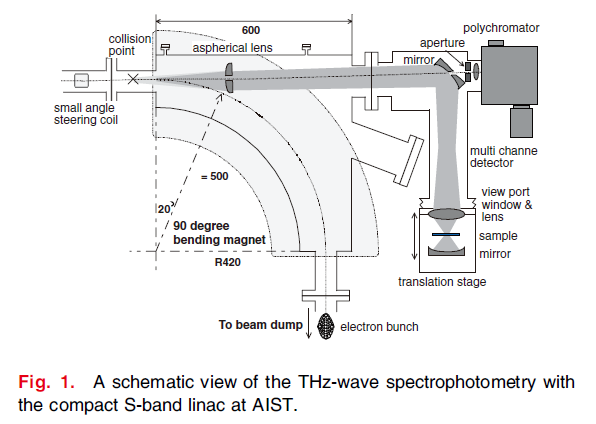 600
polychromator
collision
point
aspherical lens
aperture
mirror
small angle
steering coil
multi channe
detector
= 500
view port
window &
lens
20°
90 degree
bending magnet
sample
mirror
R420
translation stage
To beam dump
electron bunch
Fig. 1. A schematic view of the THz-wave spectrophotometry with
the compact S-band linac at AIST.